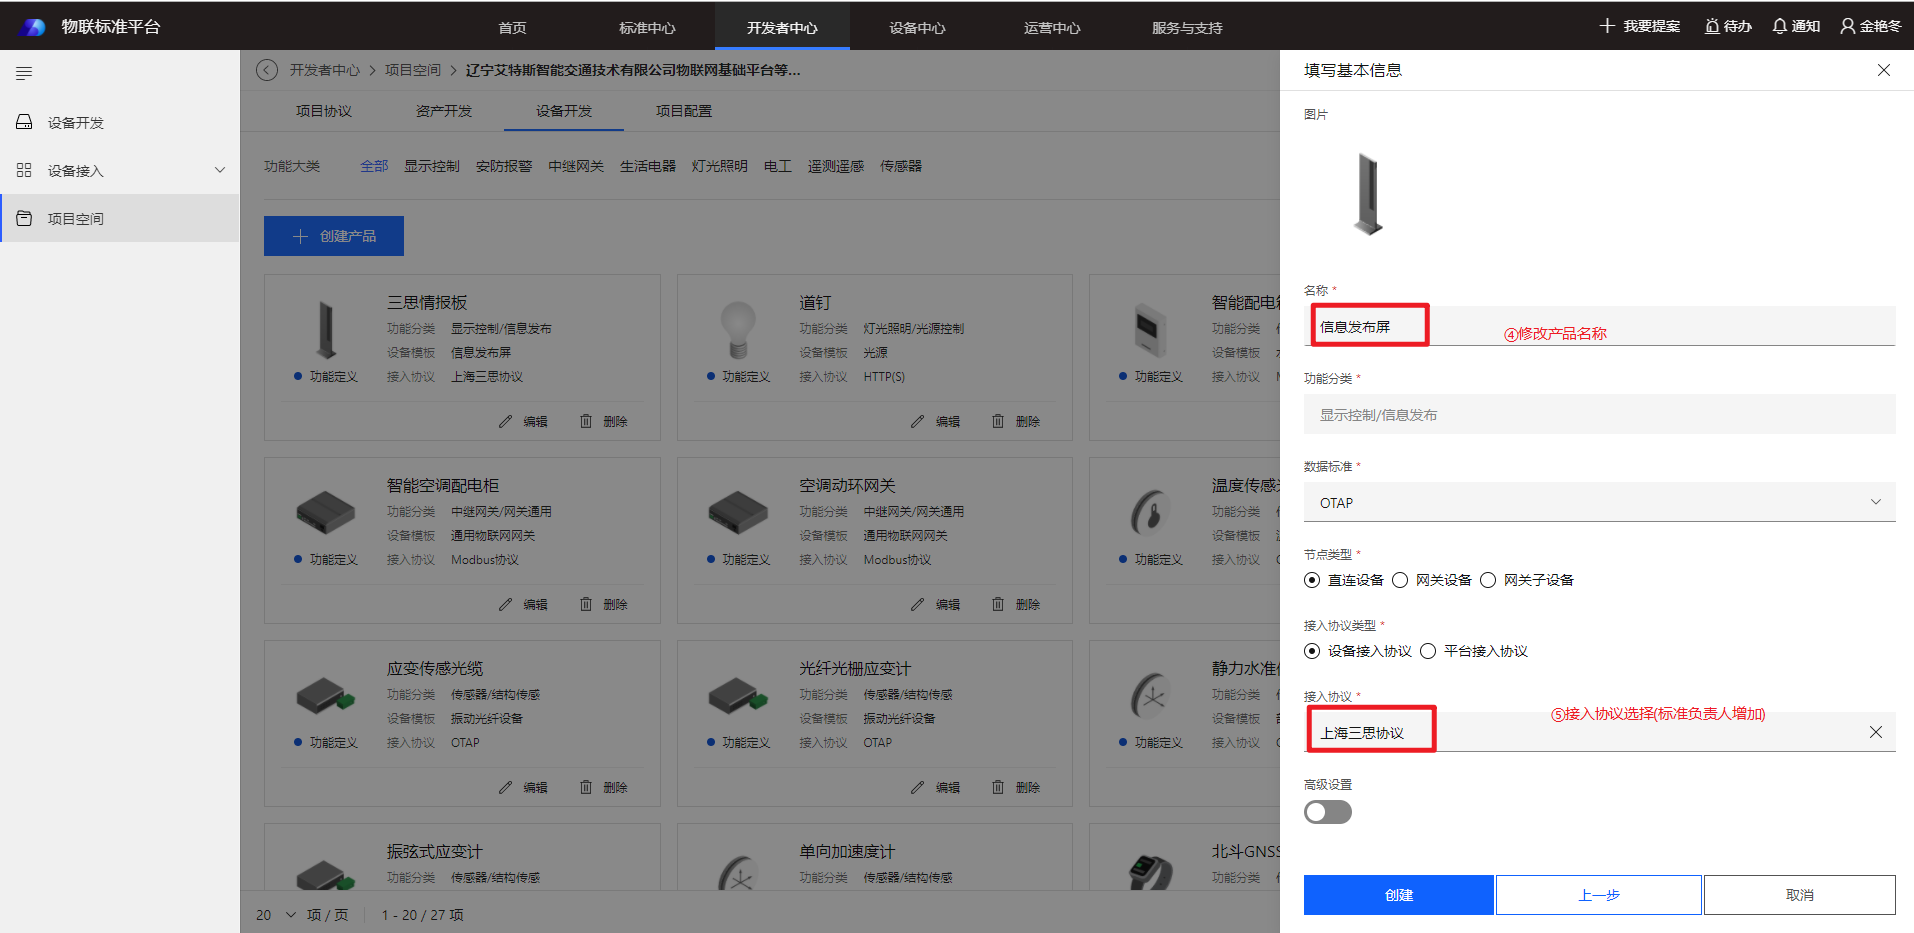 物联标准平台
首页 标准中心 开发者中心 设备中心 运营中心 服务与支持
我要提案 待办 通知 金艳冬
设备开发
设备接入
项目空间
开发者中心 > 项目空间 > 辽宁艾特斯智能交通技术有限公司物联网基础平台等...
项目协议 资产开发 设备开发 项目配置
功能大类 全部 显示控制 安防报警 中继网关 生活电器 灯光照明 电工 遥测遥感 传感器
创建产品
三思情报板
功能分类 显示控制/信息发布
设备模板 信息发布屏
功能定义 接入协议 上海三思协议
编辑 删除
道钉
功能分类 灯光照明/光源控制
设备模板 光源
功能定义 接入协议 HTTP(S)
编辑 删除
智能配电
功能分类
设备模板
功能定义 接入协议
智能空调配电柜
功能分类 中继网关/网关通用
设备模板 通用物联网网关
功能定义 接入协议 Modbus协议
编辑 删除
空调动环网关
功能分类 中继网关/网关通用
设备模板 通用物联网网关
功能定义 接入协议 Modbus协议
编辑 删除
温度传感
功能分类
设备模板
功能定义 接入协议
应变传感光缆
功能分类 传感器/结构传感
设备模板 振动光纤设备
功能定义 接入协议 OTAP
编辑 删除
光纤光栅应变计
功能分类 传感器/结构传感
设备模板 振动光纤设备
功能定义 接入协议 OTAP
编辑 删除
静力水准
功能分类
设备模板
功能定义 接入协议
振弦式应变计
功能分类 传感器/结构传感
单向加速度计
功能分类 传感器/结构传感
北斗GNSS
功能分类
20 项 / 页 1 - 20 / 27 项
填写基本信息
图片
名称 *
信息发布屏
④修改产品名称
功能分类 *
显示控制/信息发布
数据标准 *
OTAP
节点类型 *
直连设备 网关设备 网关子设备
接入协议类型 *
设备接入协议 平台接入协议
接入协议 *
⑤接入协议选择(标准负责人增加)
上海三思协议
高级设置
创建 上一步 取消